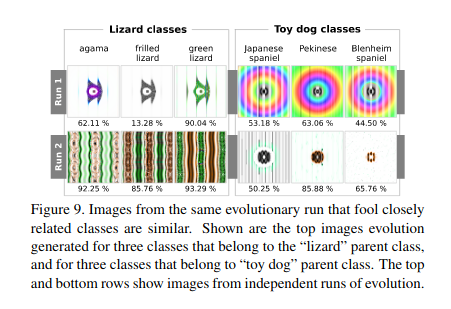 Lizard classes
Toy dog classes
agama
frilled lizard
green lizard
Japanese spaniel
Pekinese
Blenheim spaniel
Run 1
62.11 %
13.28 %
90.04 %
53.18 %
63.06 %
44.50 %
Run 2
92.25 %
85.76 %
93.29 %
50.25 %
85.88 %
65.76 %
Figure 9. Images from the same evolutionary run that fool closely
related classes are similar. Shown are the top images evolution
generated for three classes that belong to the “lizard” parent class,
and for three classes that belong to “toy dog” parent class. The top
and bottom rows show images from independent runs of evolution.